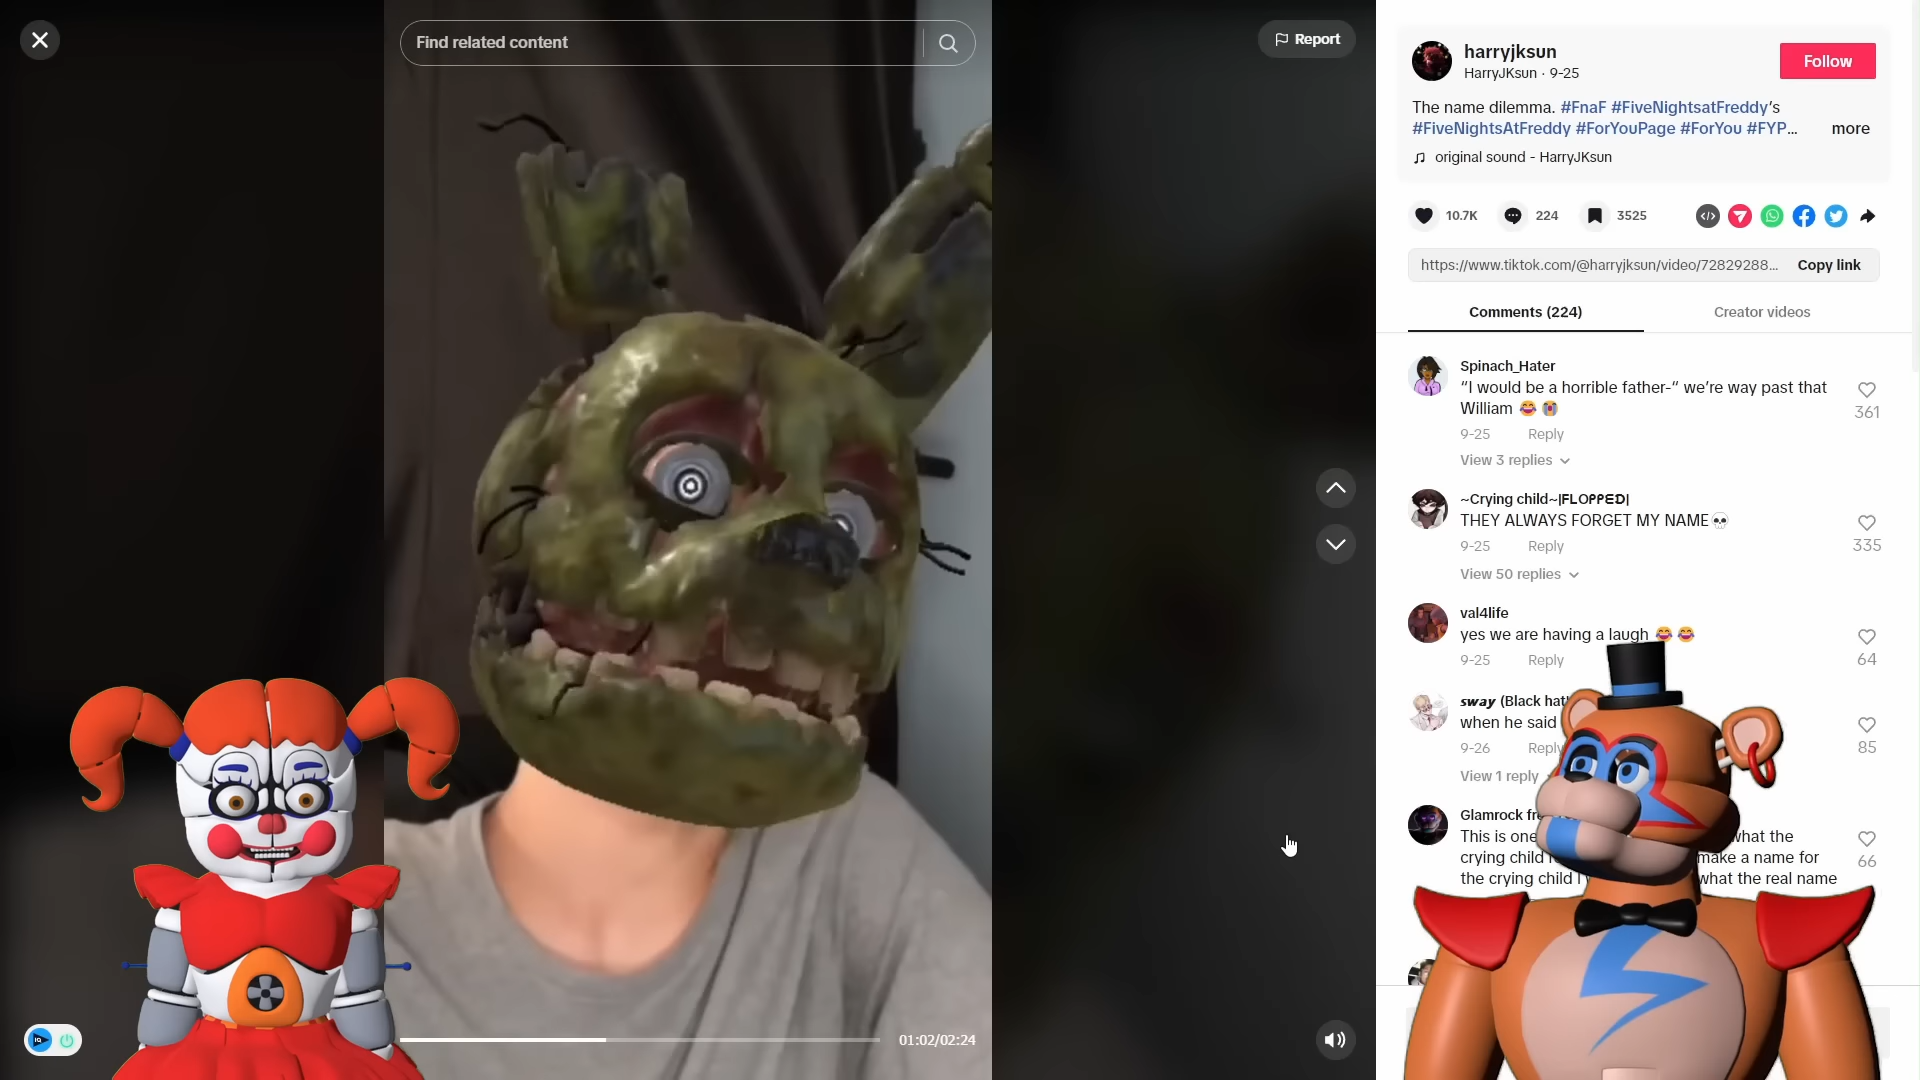 Find related content
Report
harryjksun
HarryJKsun · 9-25
Follow
The name dilemma. #FnaF #FiveNightsatFreddy's
#FiveNightsAtFreddy #ForYouPage #ForYou #FYP...
more
original sound - HarryJKsun
10.7K
224
3525
https://www.tiktok.com/@harryjksun/video/72829288...
Copy link
Comments (224)
Creator videos
Spinach_Hater
“I would be a horrible father-“ we’re way past that
William 😂 😭
361
9-25
Reply
View 3 replies
~Crying child~|FLOPPED|
THEY ALWAYS FORGET MY NAME💀
335
9-25
Reply
View 50 replies
val4life
yes we are having a laugh 😂 😂
64
9-25
Reply
sway (Black hat
when he said
85
9-26
Reply
View 1 reply
Glamrock
This is one what the
crying child make a name for
the crying child what the real name
66
01:02/02:24